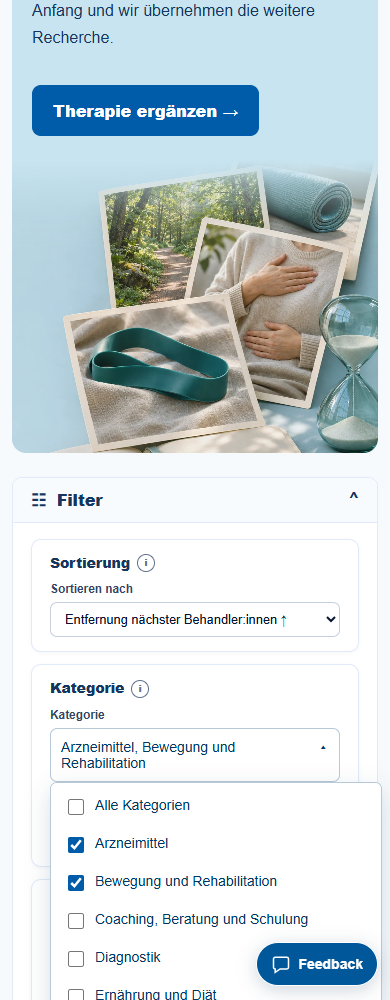 Anfang und wir übernehmen die weitere
Recherche.
Therapie ergänzen →
Filter
^
Sortierung i
Sortieren nach
Entfernung nächster Behandler:innen ↑
Kategorie i
Kategorie
Arzneimittel, Bewegung und
Rehabilitation
Alle Kategorien
Arzneimittel
Bewegung und Rehabilitation
Coaching, Beratung und Schulung
Diagnostik
Feedback
Ernährung und Diät